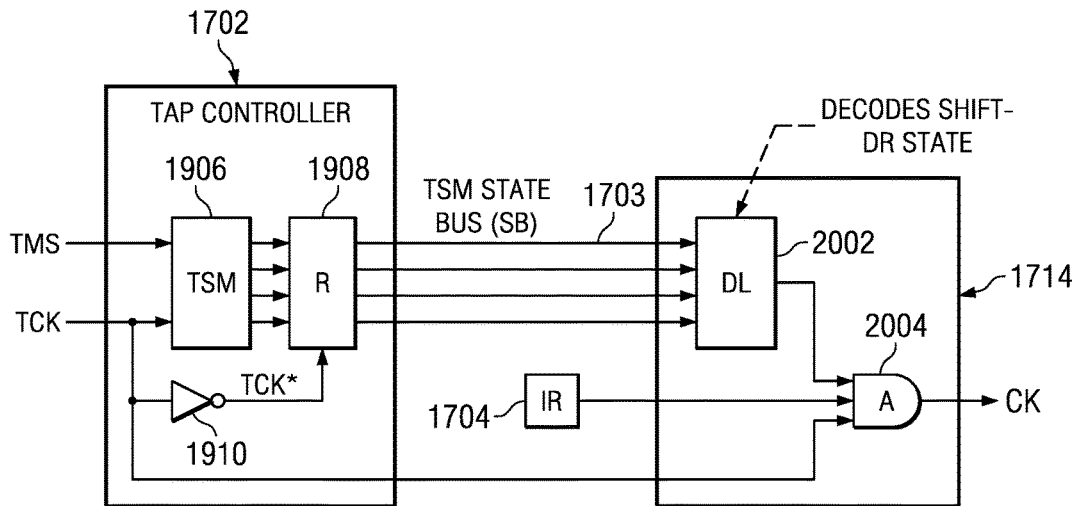 1702
TAP CONTROLLER
DECODES SHIFT-
DR STATE
1906
1908
TSM STATE
BUS (SB)
1703
TMS
TSM
R
DL
2002
1714
TCK
2004
TCK*
1910
1704
IR
A
CK